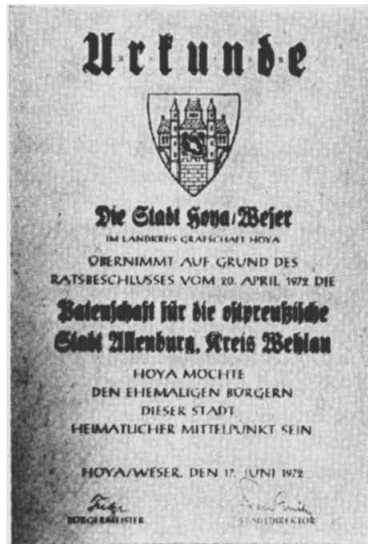 Urkunde
Die Stadt Hoya/Weser
IM LANDKREIS GRAFSCHAFT HOYA
ÜBERNIMMT AUF GRUND DES
RATSBESCHLUSSES VOM 20. APRIL 1972 DIE
Patenschaft für die ostpreußische
Stadt Allenburg, Kreis Wehlau
HOYA MÖCHTE
DEN EHEMALIGEN BÜRGERN
DIESER STADT
HEIMATLICHER MITTELPUNKT SEIN
HOYA/WESER, DEN 17. JUNI 1972
BÜRGERMEISTER STADTDIREKTOR